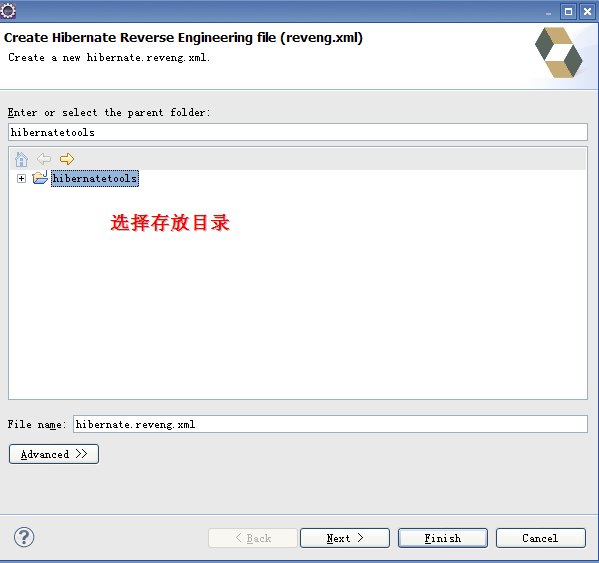 Create Hibernate Reverse Engineering file (reveng.xml)
Create a new hibernate.reveng.xml.
Enter or select the parent folder:
hibernatetools
hibernatetools
选择存放目录
File name: hibernate.reveng.xml
Advanced >>
< Back Next > Finish Cancel